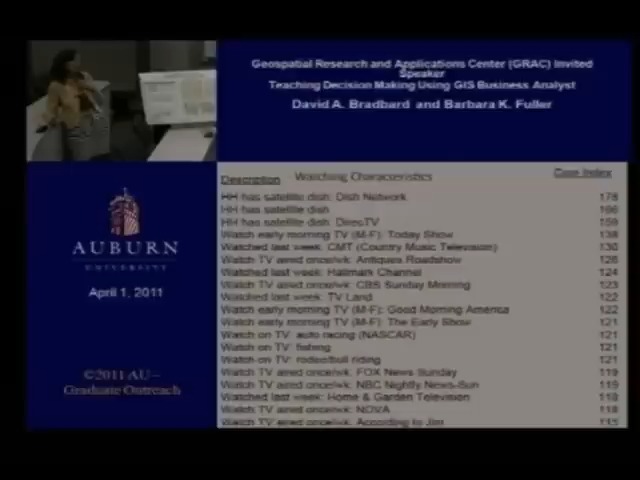 Geospatial Research and Applications Center (GRAC) Invited
Speaker
Teaching Decision Making Using GIS Business Analyst
David A. Bradbard and Barbara K. Fuller
AUBURN
UNIVERSITY
April 1, 2011
©2011 AU –
Graduate Outreach
Watching Characteristics
Description Core Index
HH has satellite dish: Dish Network 178
HH has satellite dish 166
HH has satellite dish: DirecTV 159
Watch early morning TV (M-F): Today Show 138
Watched last week: CMT (Country Music Television) 130
Watch TV aired once/wk: Antiques Roadshow 126
Watched last week: Hallmark Channel 124
Watch TV aired once/wk: CBS Sunday Morning 123
Watched last week: TV Land 122
Watch early morning TV (M-F): Good Morning America 122
Watch early morning TV (M-F): The Early Show 121
Watch on TV: auto racing (NASCAR) 121
Watch on TV: fishing 121
Watch on TV: rodeo/bull riding 121
Watch TV aired once/wk: FOX News Sunday 119
Watch TV aired once/wk: NBC Nightly News-Sun 119
Watched last week: Home & Garden Television 118
Watch TV aired once/wk: NOVA 118
Watch TV aired once/wk: According to Jim 115